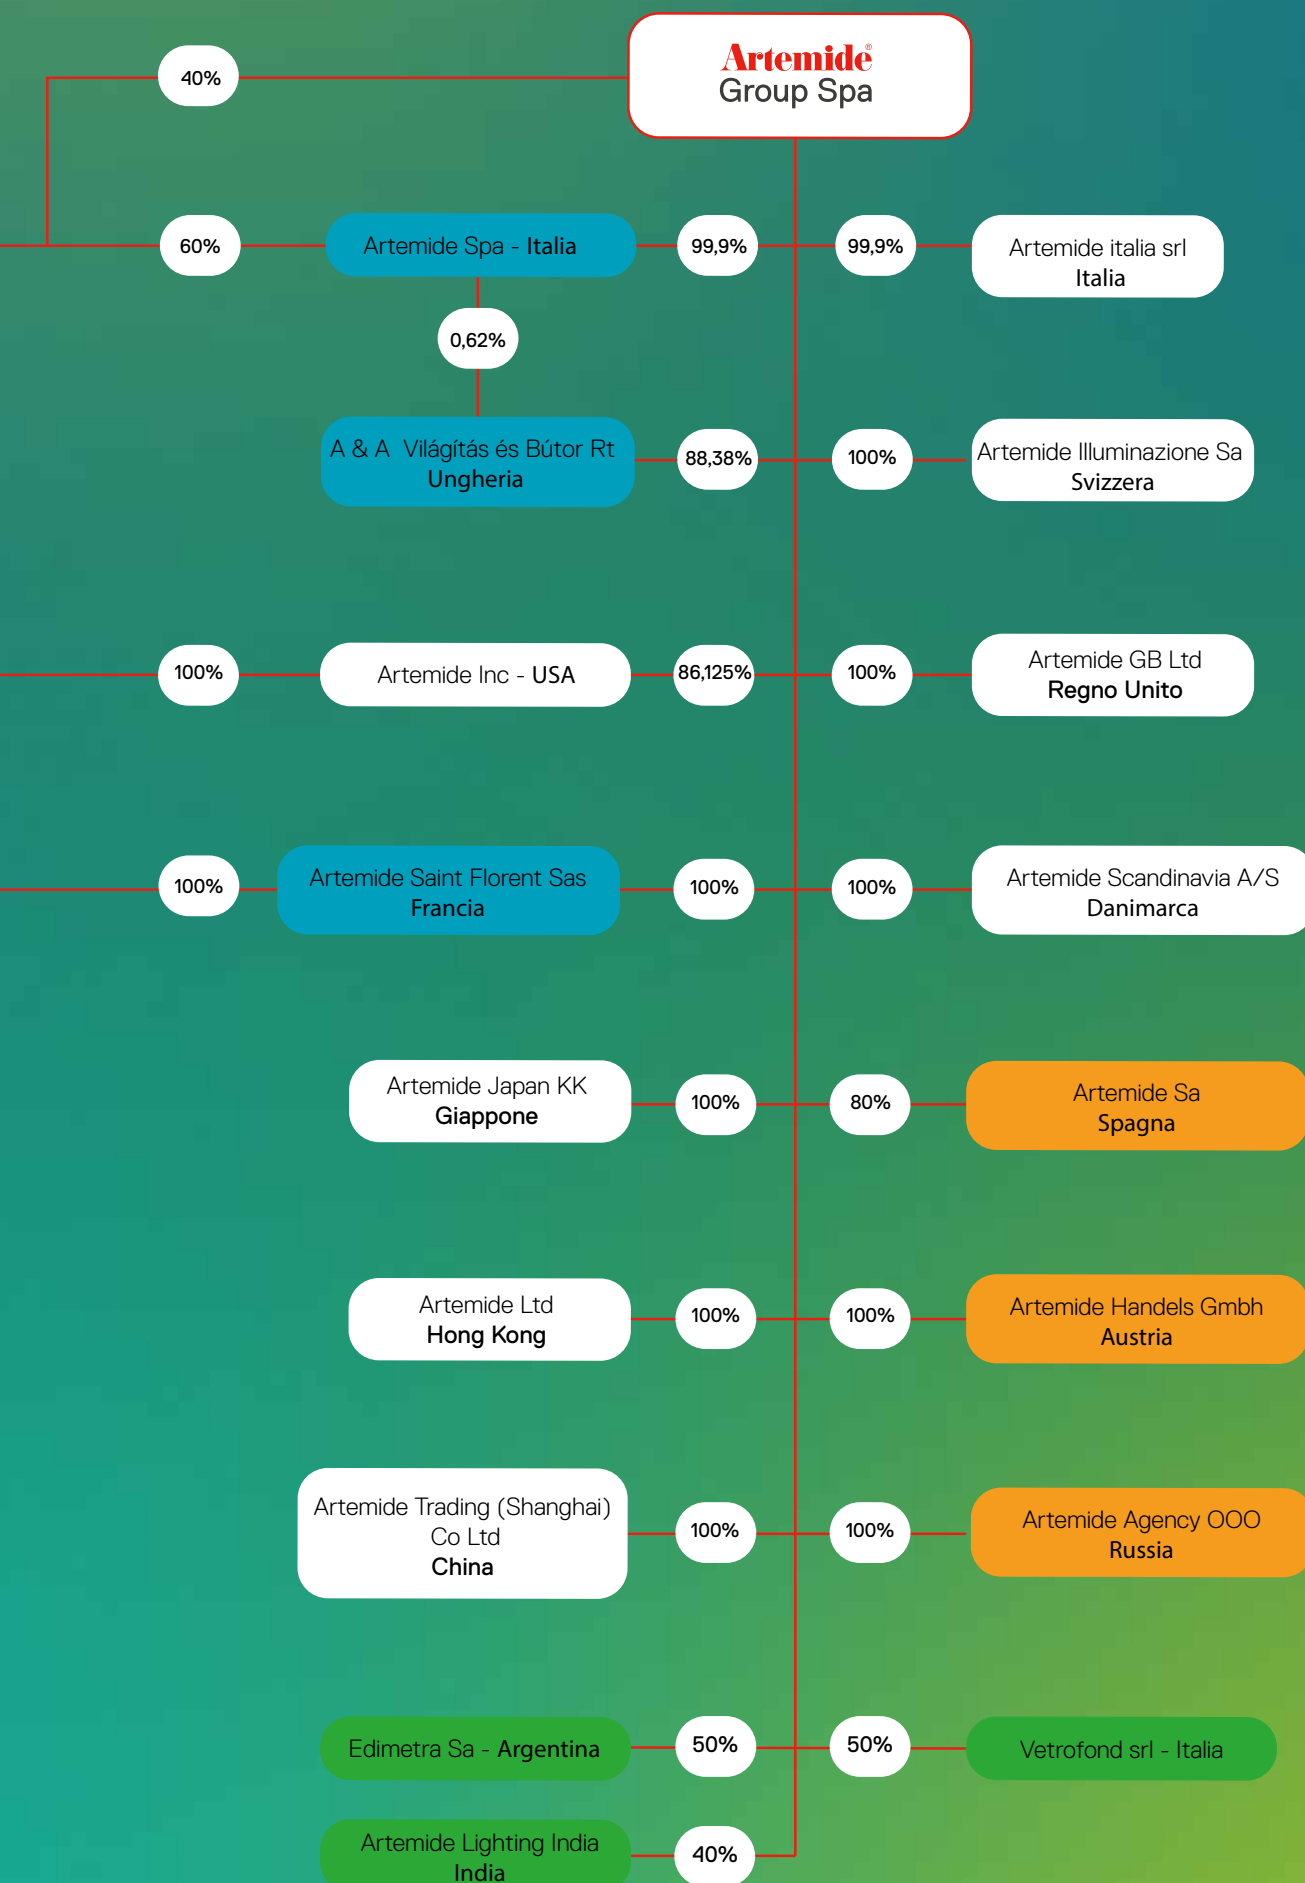 Artemide®
Group Spa
40%
60%
Artemide Spa - Italia
99,9%
99,9%
Artemide italia srl
Italia
0,62%
A & A Világítás és Bútor Rt
Ungheria
88,38%
100%
Artemide Illuminazione Sa
Svizzera
100%
Artemide Inc - USA
86,125%
100%
Artemide GB Ltd
Regno Unito
100%
Artemide Saint Florent Sas
Francia
100%
100%
Artemide Scandinavia A/S
Danimarca
Artemide Japan KK
Giappone
100%
80%
Artemide Sa
Spagna
Artemide Ltd
Hong Kong
100%
100%
Artemide Handels Gmbh
Austria
Artemide Trading (Shanghai)
Co Ltd
China
100%
100%
Artemide Agency OOO
Russia
Edimetra Sa - Argentina
50%
50%
Vetrofond srl - Italia
Artemide Lighting India
India
40%